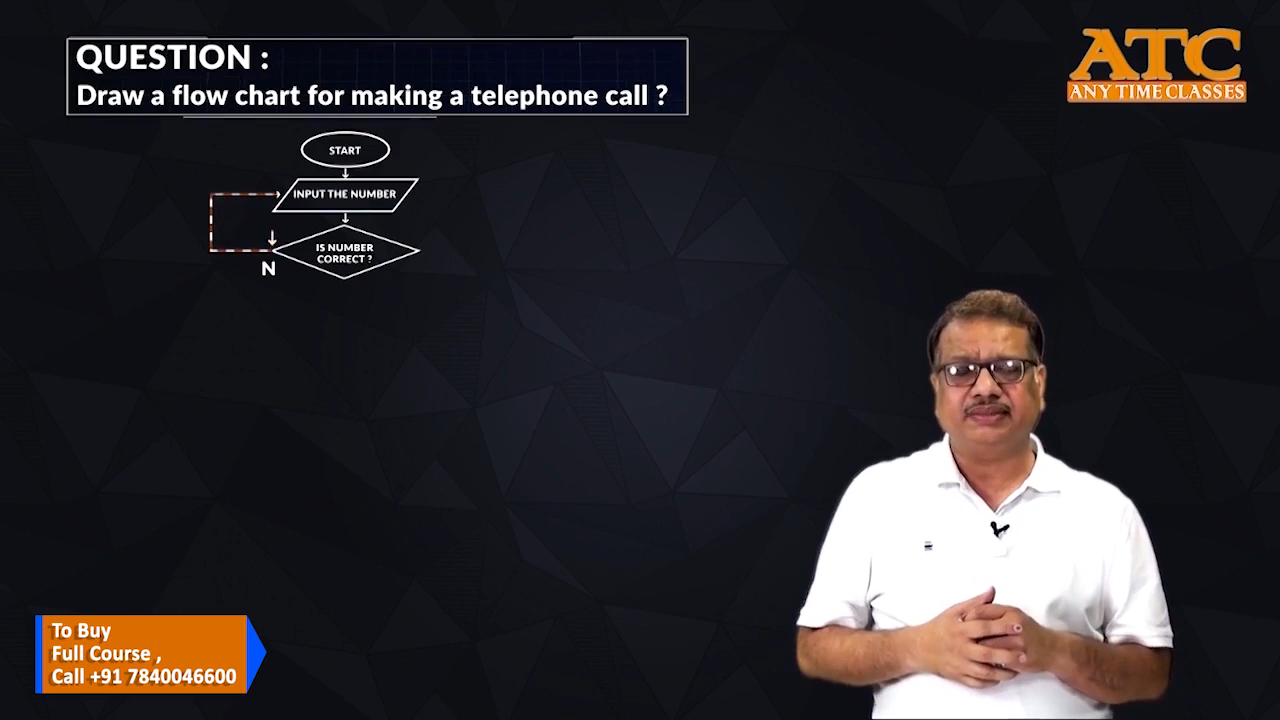 QUESTION :
Draw a flow chart for making a telephone call ?
ATC
ANY TIME CLASSES
START
INPUT THE NUMBER
IS NUMBER
CORRECT ?
N
To Buy
Full Course ,
Call +91 7840046600